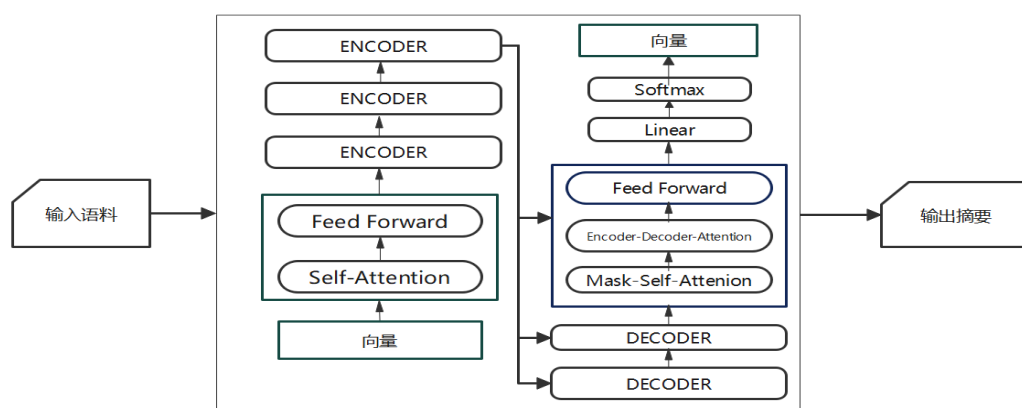 输入语料
ENCODER
ENCODER
ENCODER
Feed Forward
Self-Attention
向量
向量
Softmax
Linear
Feed Forward
Encoder-Decoder-Attention
Mask-Self-Attenion
DECODER
DECODER
输出摘要